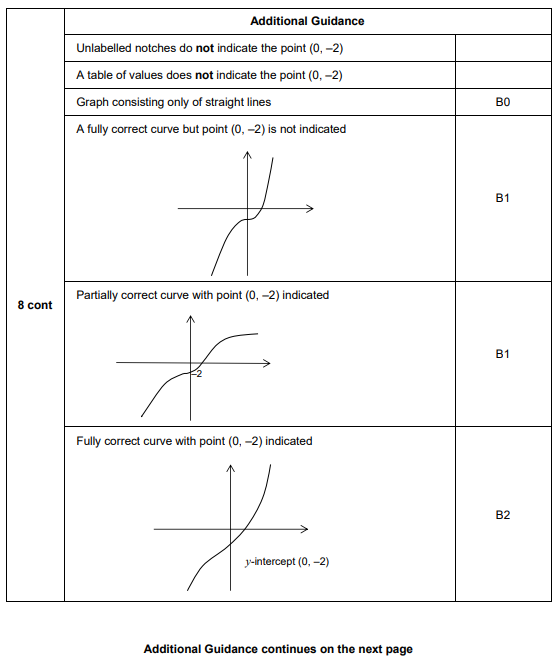 Additional Guidance
Unlabelled notches do not indicate the point (0, –2)
A table of values does not indicate the point (0, –2)
Graph consisting only of straight lines
B0
A fully correct curve but point (0, –2) is not indicated
B1
8 cont
Partially correct curve with point (0, –2) indicated
–2
B1
Fully correct curve with point (0, –2) indicated
y-intercept (0, –2)
B2
Additional Guidance continues on the next page